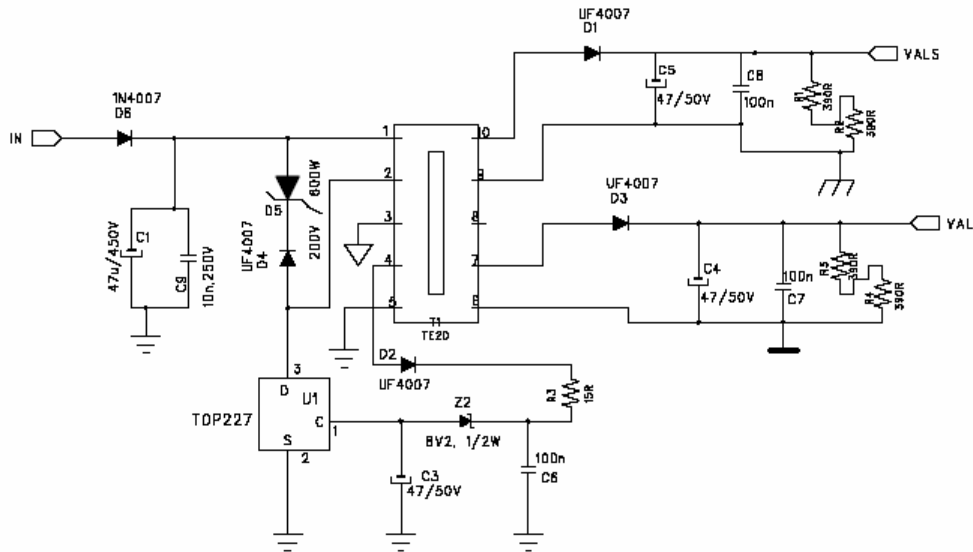 UF4007
D1
VALS
C5
47/50V
C8
100n
R1
390R
R2
390R
1N4007
D6
IN
1
10
2
9
3
8
4
7
5
6
T1
TE20
600W
D5
200V
UF4007
D4
47u/450V
C1
C9
10n,250V
UF4007
D3
VAL
C4
47/50V
100n
C7
R5
390R
R4
390R
D2
UF4007
R3
15R
3
D
U1
C
1
S
2
TOP227
Z2
8V2, 1/2W
C3
47/50V
100n
C6